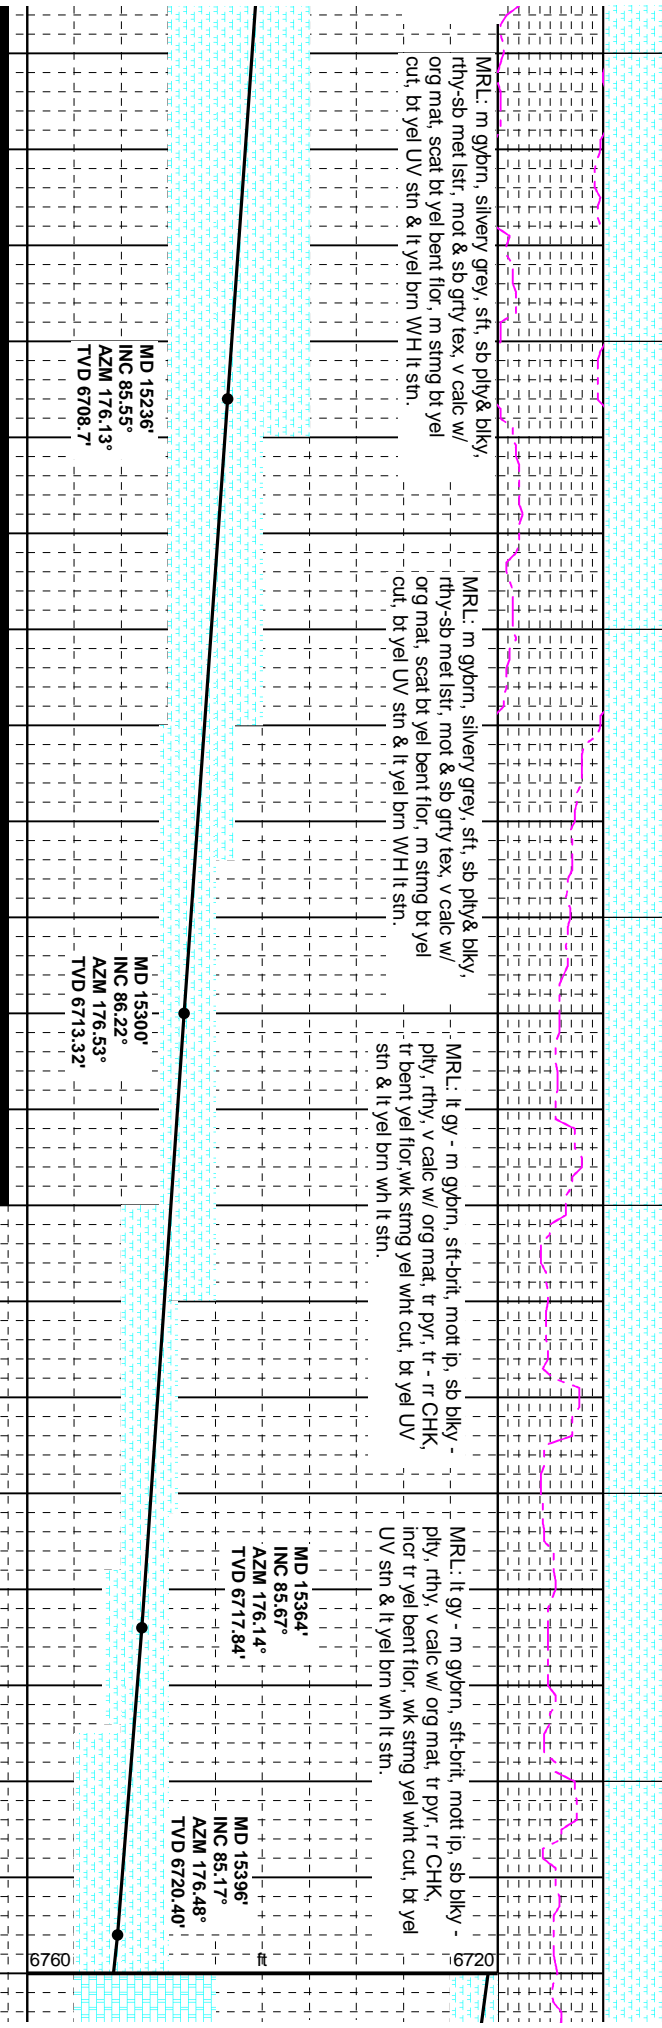 MRL: m gybrn, silvery grey, sft, sb plty& blky,
rthy-sb met lstr, mot & sb grty tex, v calc w/
org mat, scat bt yel bent flor, m stmg bt yel
cut, bt yel UV stn & lt yel brn WH lt stn.
MD 15236'
INC 85.55°
AZM 176.13°
TVD 6708.7'
MRL: m gybrn, silvery grey, sft, sb plty& blky,
rthy-sb met lstr, mot & sb grty tex, v calc w/
org mat, scat bt yel bent flor, m stmg bt yel
cut, bt yel UV stn & lt yel brn WH lt stn.
MD 15300'
INC 86.22°
AZM 176.53°
TVD 6713.32'
MRL: lt gy - m gybrn, sft-brit, mott ip, sb blky -
plty, rthy, v calc w/ org mat, tr pyr, tr - rr CHK,
tr bent yel flor,wk stmg yel wht cut, bt yel UV
stn & lt yel brn wh lt stn.
MD 15364'
INC 85.67°
AZM 176.14°
TVD 6717.84'
MRL: lt gy - m gybrn, sft-brit, mott ip, sb blky -
plty, rthy, v calc w/ org mat, tr pyr, rr CHK,
incr tr yel bent flor, wk stmg yel wht cut, bt yel
UV stn & lt yel brn wh lt stn.
MD 15396'
INC 85.17°
AZM 176.48°
TVD 6720.40'
6760 ft 6720